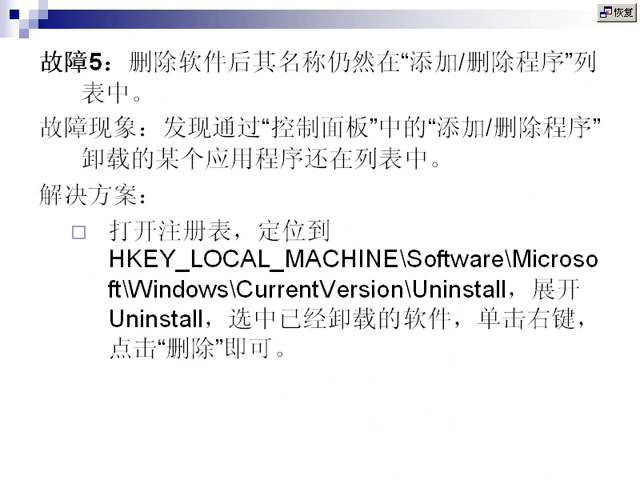 恢复
故障5：删除软件后其名称仍然在“添加/删除程序”列
表中。
故障现象：发现通过“控制面板”中的“添加/删除程序”
卸载的某个应用程序还在列表中。
解决方案：
打开注册表，定位到
HKEY_LOCAL_MACHINE\Software\Microso
ft\Windows\CurrentVersion\Uninstall，展开
Uninstall，选中已经卸载的软件，单击右键，
点击“删除”即可。